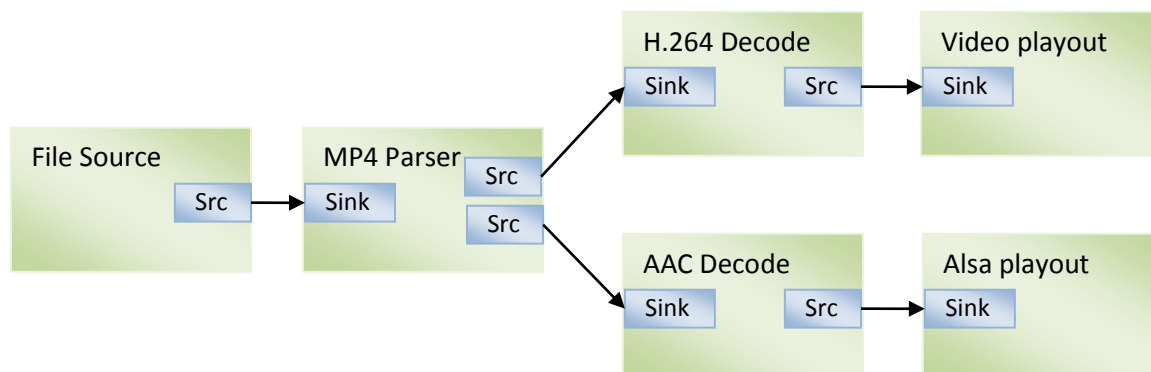 File Source
Src
MP4 Parser
Sink
Src
Src
H.264 Decode
Sink
Src
Video playout
Sink
AAC Decode
Sink
Src
Alsa playout
Sink